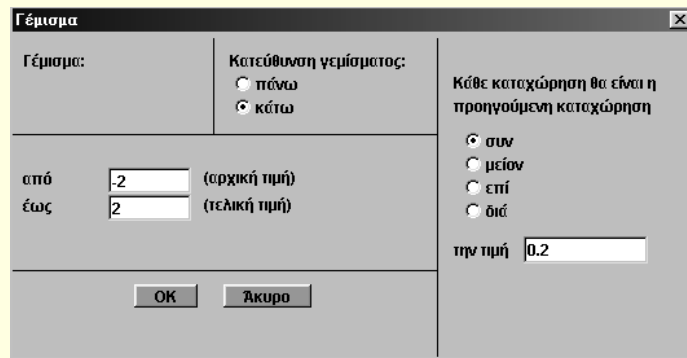 Γέμισμα
Γέμισμα:
Κατεύθυνση γεμίσματος:
πάνω
κάτω
από -2 (αρχική τιμή)
έως 2 (τελική τιμή)
OK Άκυρο
Κάθε καταχώρηση θα είναι η
προηγούμενη καταχώρηση
συν
μείον
επί
διά
την τιμή 0.2